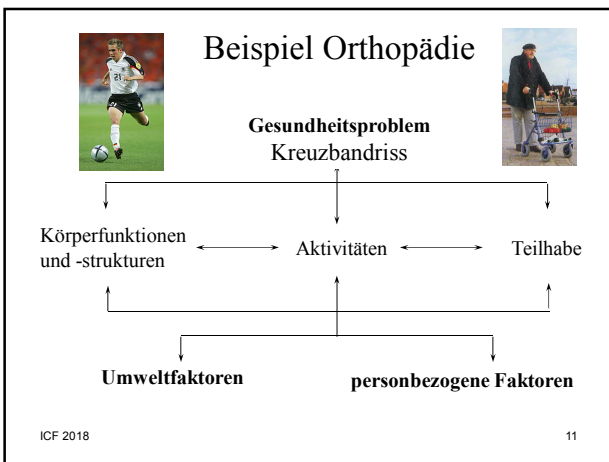 Beispiel Orthopädie
Gesundheitsproblem
Kreuzbandriss
Körperfunktionen
und -strukturen
Aktivitäten
Teilhabe
Umweltfaktoren
personbezogene Faktoren
ICF 2018
11